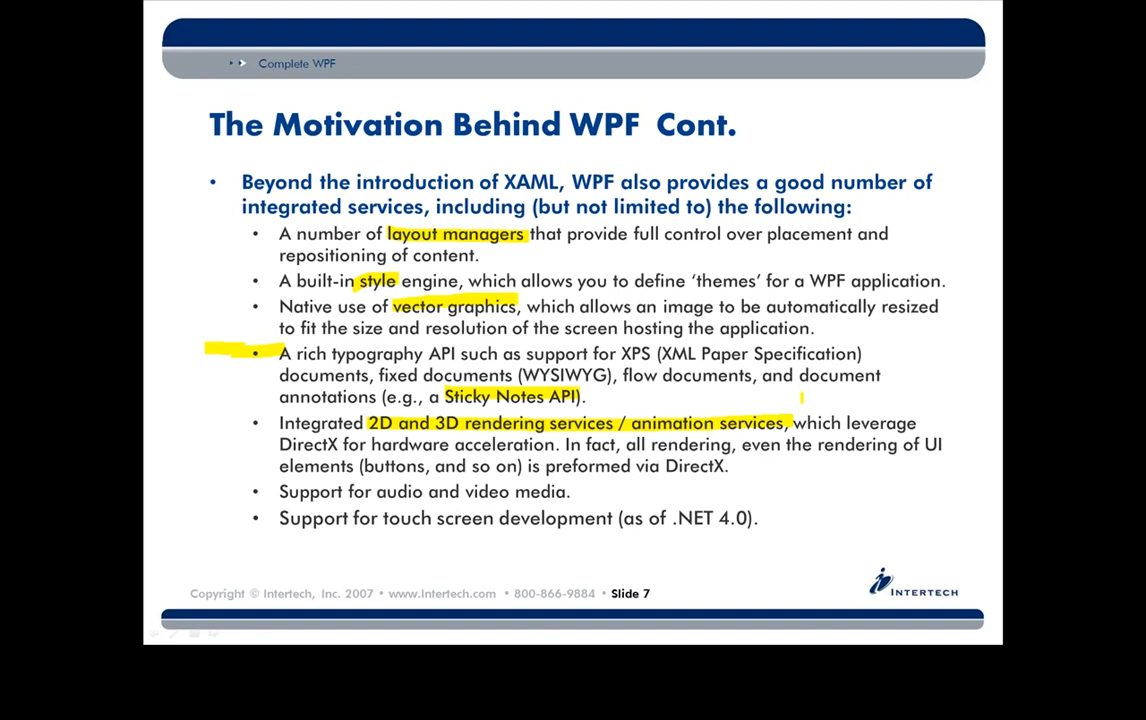 Complete WPF
The Motivation Behind WPF Cont.
• Beyond the introduction of XAML, WPF also provides a good number of
integrated services, including (but not limited to) the following:
• A number of layout managers that provide full control over placement and
repositioning of content.
• A built-in style engine, which allows you to define ‘themes’ for a WPF application.
• Native use of vector graphics, which allows an image to be automatically resized
to fit the size and resolution of the screen hosting the application.
• A rich typography API such as support for XPS (XML Paper Specification)
documents, fixed documents (WYSIWYG), flow documents, and document
annotations (e.g., a Sticky Notes API).
• Integrated 2D and 3D rendering services / animation services, which leverage
DirectX for hardware acceleration. In fact, all rendering, even the rendering of UI
elements (buttons, and so on) is preformed via DirectX.
• Support for audio and video media.
• Support for touch screen development (as of .NET 4.0).
Copyright © Intertech, Inc. 2007 • www.Intertech.com • 800-866-9884 • Slide 7
INTERTECH